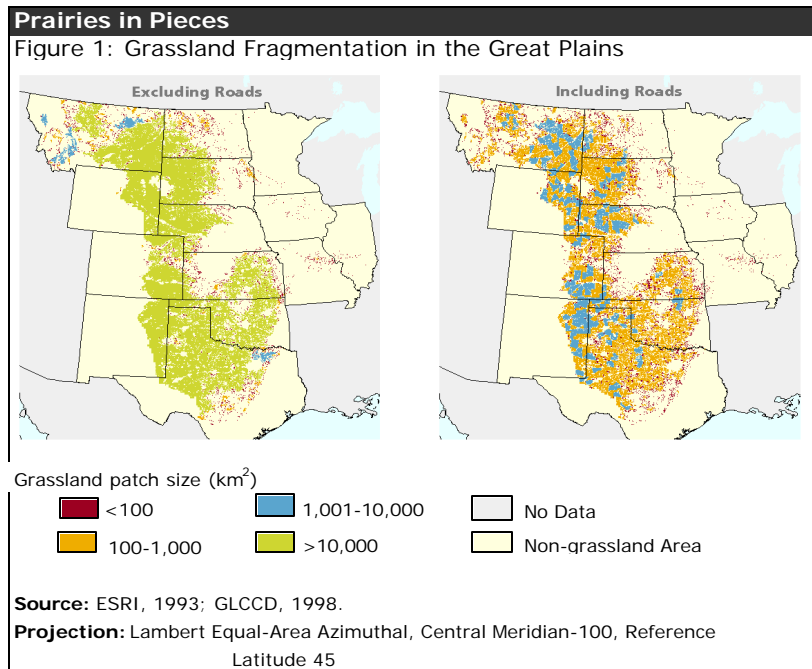 Prairies in Pieces
Figure 1: Grassland Fragmentation in the Great Plains
Excluding Roads
Including Roads
Grassland patch size (km²)
<100
1,001-10,000
No Data
100-1,000
>10,000
Non-grassland Area
Source: ESRI, 1993; GLCCD, 1998.
Projection: Lambert Equal-Area Azimuthal, Central Meridian-100, Reference
Latitude 45